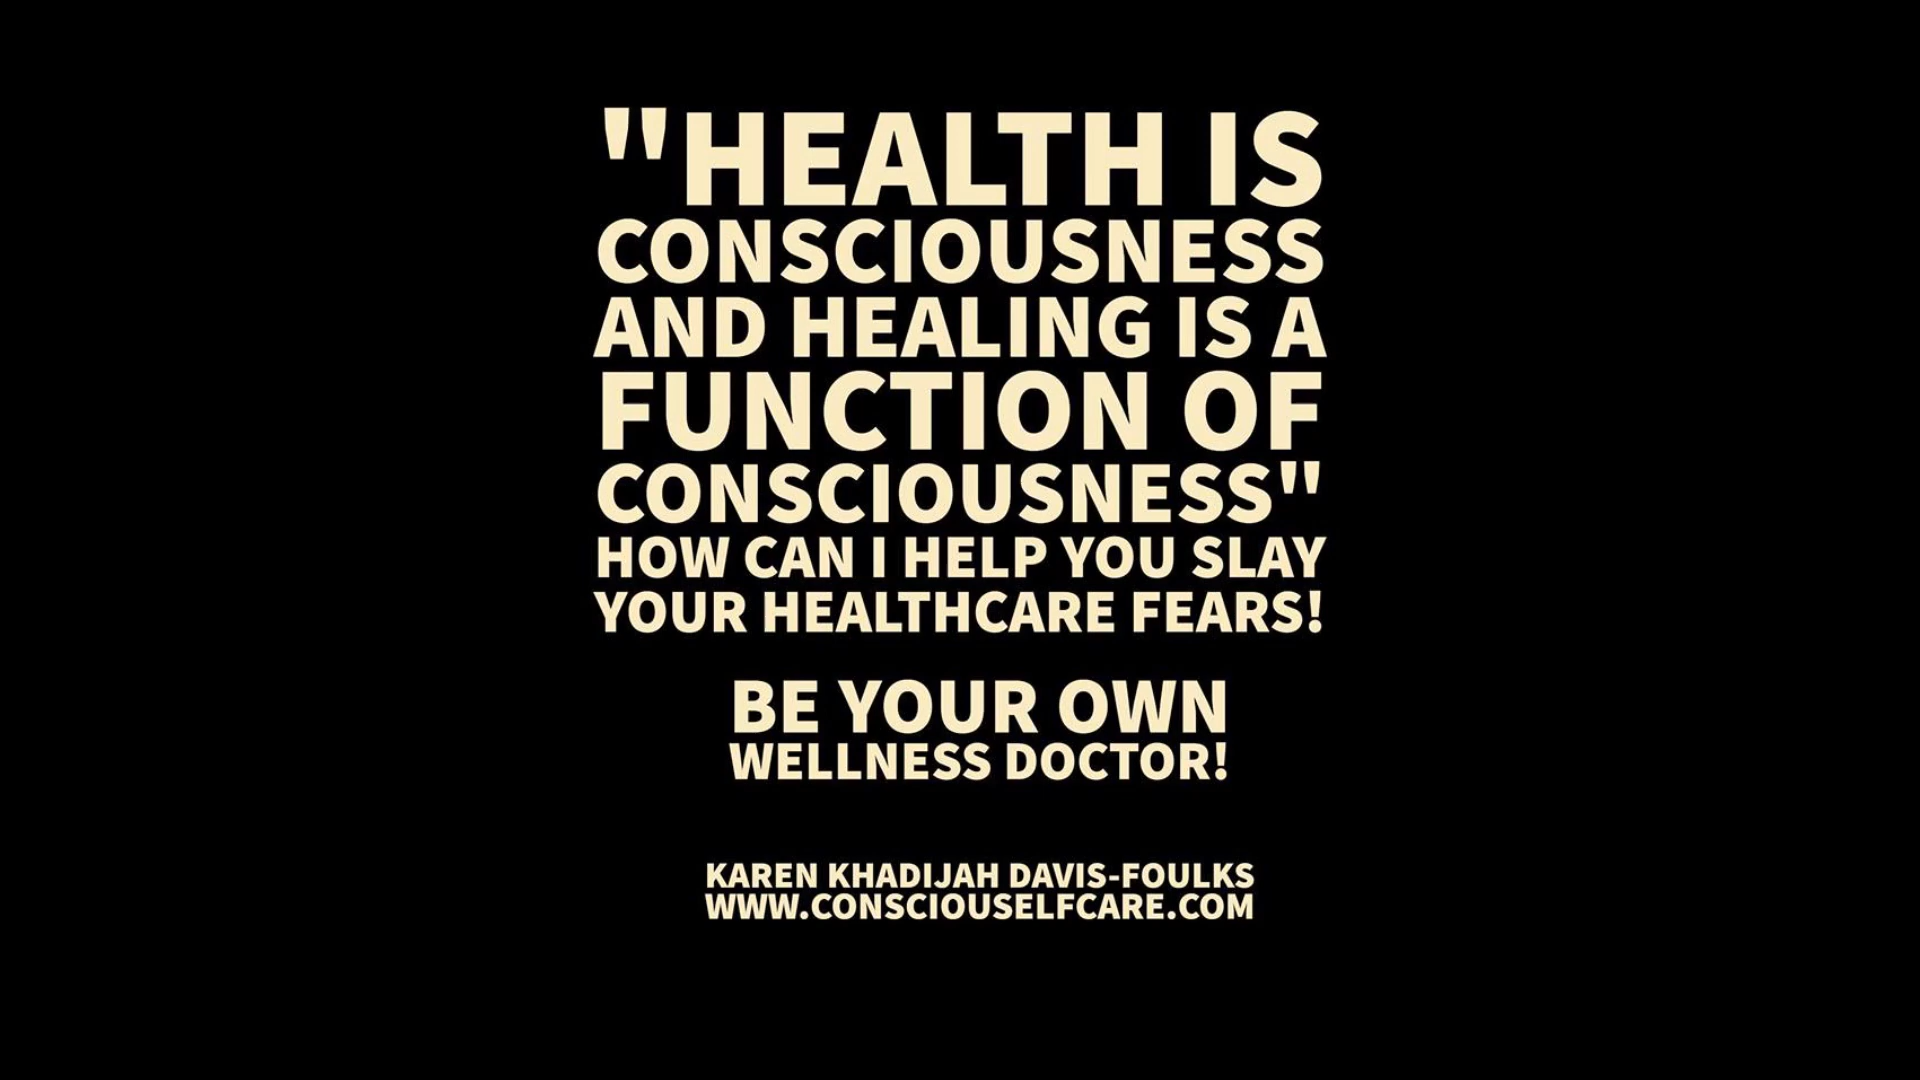 "HEALTH IS
CONSCIOUSNESS
AND HEALING IS A
FUNCTION OF
CONSCIOUSNESS"
HOW CAN I HELP YOU SLAY
YOUR HEALTHCARE FEARS!
BE YOUR OWN
WELLNESS DOCTOR!
KAREN KHADIJAH DAVIS-FOULKS
WWW.CONSCIOUSELFCARE.COM